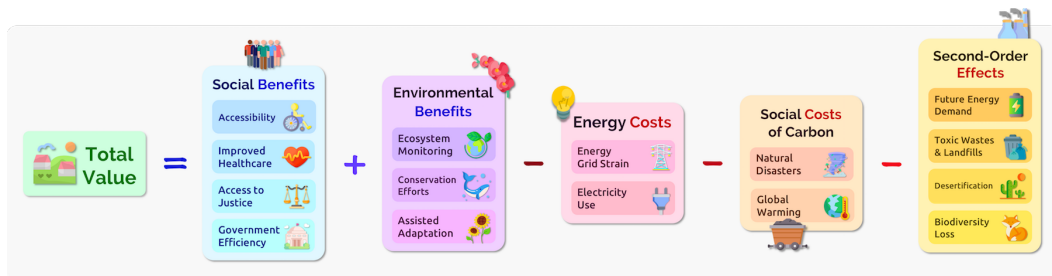 Total
Value
=
Social Benefits
Accessibility
Improved
Healthcare
Access to
Justice
Government
Efficiency
+
Environmental
Benefits
Ecosystem
Monitoring
Conservation
Efforts
Assisted
Adaptation
−
Energy Costs
Energy
Grid Strain
Electricity
Use
−
Social Costs
of Carbon
Natural
Disasters
Global
Warming
−
Second-Order
Effects
Future Energy
Demand
Toxic Wastes
& Landfills
Desertification
Biodiversity
Loss